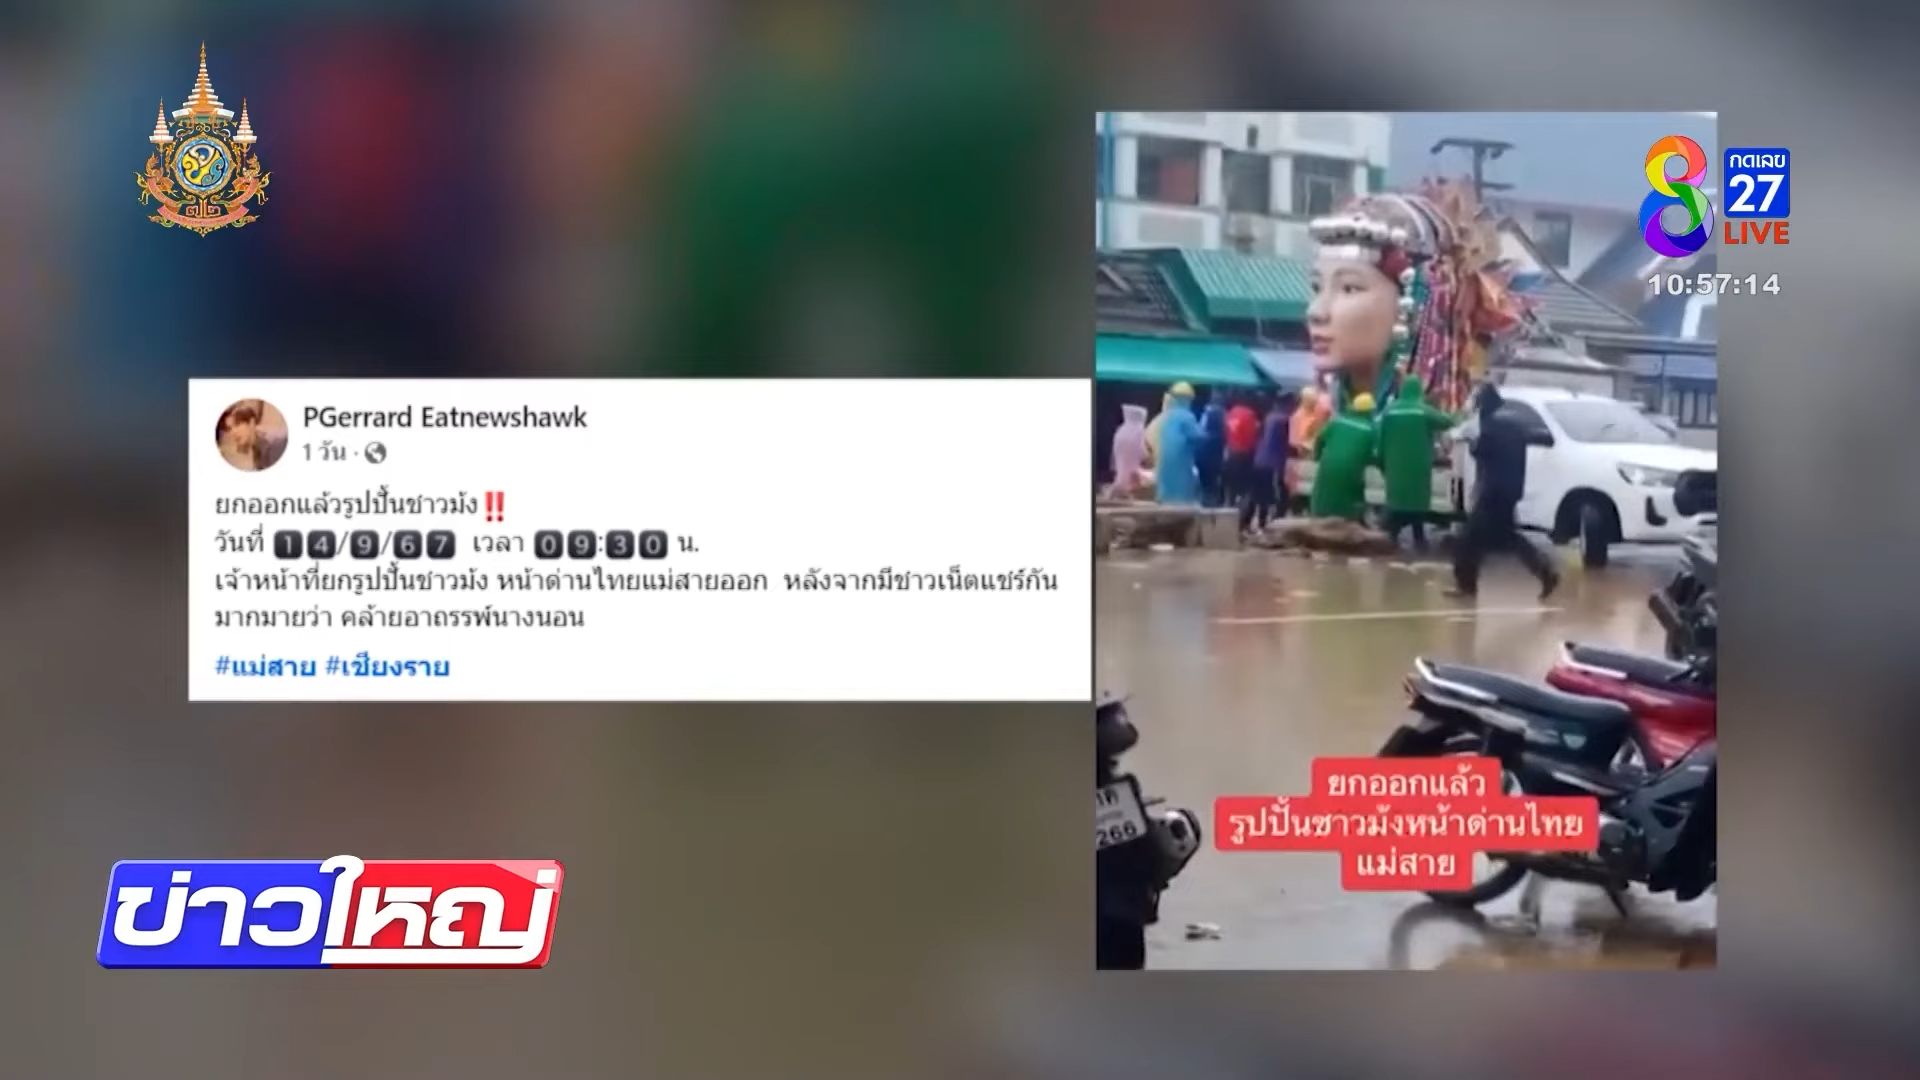 กดเลข
27
LIVE
10:57:14
PGerrard Eatnewshawk
1 วัน ·
ยกออกแล้วรูปปั้นชาวม้ง‼️
วันที่ 14/9/67 เวลา 09:30 น.
เจ้าหน้าที่ยกรูปปั้นชาวม้ง หน้าด่านไทยแม่สายออก หลังจากมีชาวเน็ตแชร์กัน
มากมายว่า คล้ายอาถรรพ์นางนอน
#แม่สาย #เชียงราย
ยกออกแล้ว
รูปปั้นชาวม้งหน้าด่านไทย
แม่สาย
266
ข่าวใหญ่
๗๒
8